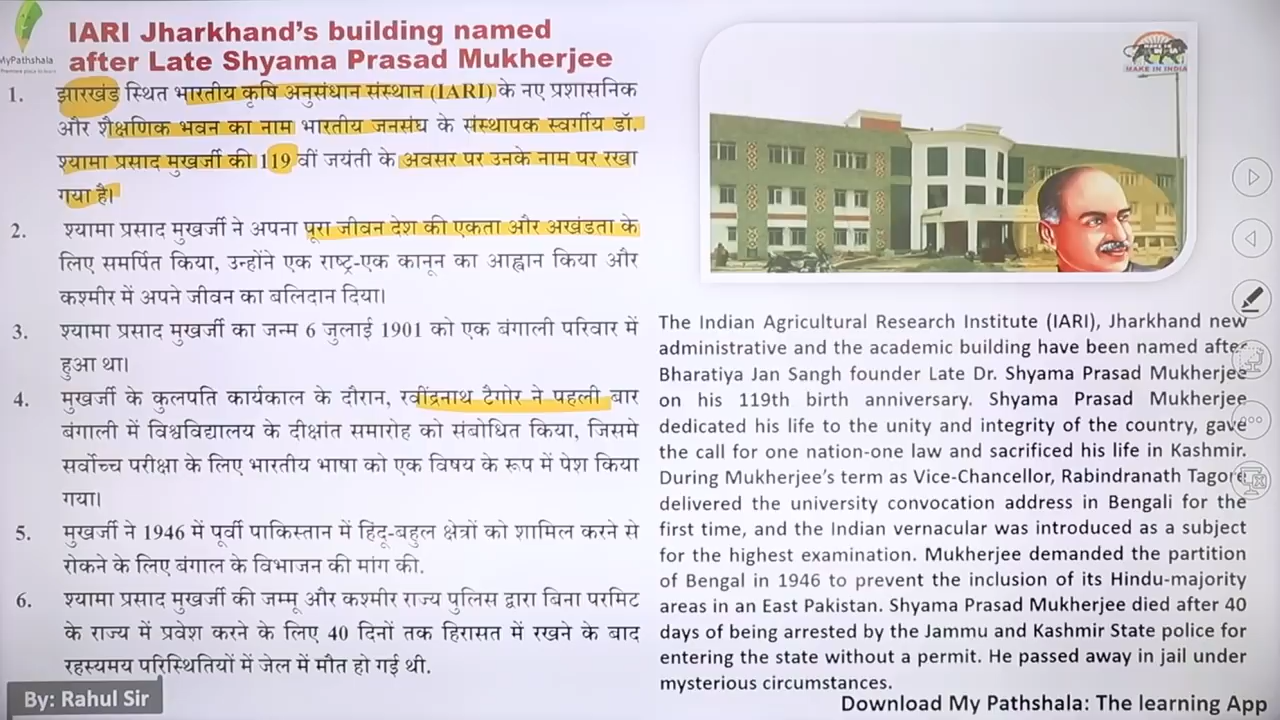 MyPathshala
IARI Jharkhand's building named
after Late Shyama Prasad Mukherjee
1. झारखंड स्थित भारतीय कृषि अनुसंधान संस्थान (IARI) के नए प्रशासनिक
और शैक्षणिक भवन का नाम भारतीय जनसंघ के संस्थापक स्वर्गीय डॉ.
श्यामा प्रसाद मुखर्जी की 119 वीं जयंती के अवसर पर उनके नाम पर रखा
गया है।
2. श्यामा प्रसाद मुखर्जी ने अपना पूरा जीवन देश की एकता और अखंडता के
लिए समर्पित किया, उन्होंने एक राष्ट्र-एक कानून का आह्वान किया और
कश्मीर में अपने जीवन का बलिदान दिया।
3. श्यामा प्रसाद मुखर्जी का जन्म 6 जुलाई 1901 को एक बंगाली परिवार में
हुआ था।
4. मुखर्जी के कुलपति कार्यकाल के दौरान, रवींद्रनाथ टैगोर ने पहली बार
बंगाली में विश्वविद्यालय के दीक्षांत समारोह को संबोधित किया, जिसमे
सर्वोच्च परीक्षा के लिए भारतीय भाषा को एक विषय के रूप में पेश किया
गया।
5. मुखर्जी ने 1946 में पूर्वी पाकिस्तान में हिंदू-बहुल क्षेत्रों को शामिल करने से
रोकने के लिए बंगाल के विभाजन की मांग की.
6. श्यामा प्रसाद मुखर्जी की जम्मू और कश्मीर राज्य पुलिस द्वारा बिना परमिट
के राज्य में प्रवेश करने के लिए 40 दिनों तक हिरासत में रखने के बाद
रहस्यमय परिस्थितियों में जेल में मौत हो गई थी.
By: Rahul Sir
MAKE IN INDIA
The Indian Agricultural Research Institute (IARI), Jharkhand new
administrative and the academic building have been named after
Bharatiya Jan Sangh founder Late Dr. Shyama Prasad Mukherjee
on his 119th birth anniversary. Shyama Prasad Mukherjee
dedicated his life to the unity and integrity of the country, gave
the call for one nation-one law and sacrificed his life in Kashmir.
During Mukherjee's term as Vice-Chancellor, Rabindranath Tagore
delivered the university convocation address in Bengali for the
first time, and the Indian vernacular was introduced as a subject
for the highest examination. Mukherjee demanded the partition
of Bengal in 1946 to prevent the inclusion of its Hindu-majority
areas in an East Pakistan. Shyama Prasad Mukherjee died after 40
days of being arrested by the Jammu and Kashmir State police for
entering the state without a permit. He passed away in jail under
mysterious circumstances.
Download My Pathshala: The learning App